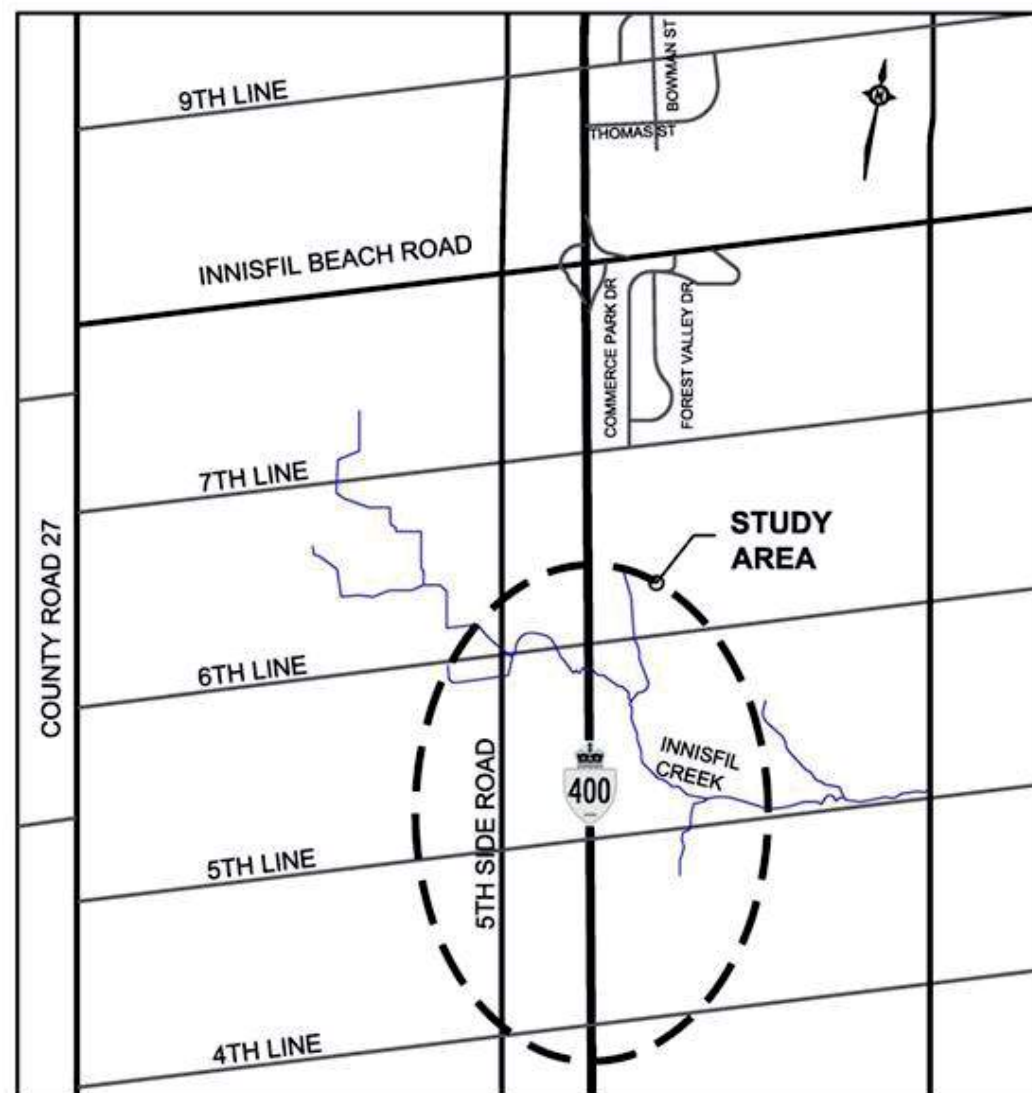 BOWMAN ST
9TH LINE
THOMAS ST
N
INNISFIL BEACH ROAD
COMMERCE PARK DR
FOREST VALLEY DR
7TH LINE
STUDY
AREA
COUNTY ROAD 27
6TH LINE
INNISFIL
CREEK
400
5TH SIDE ROAD
5TH LINE
4TH LINE